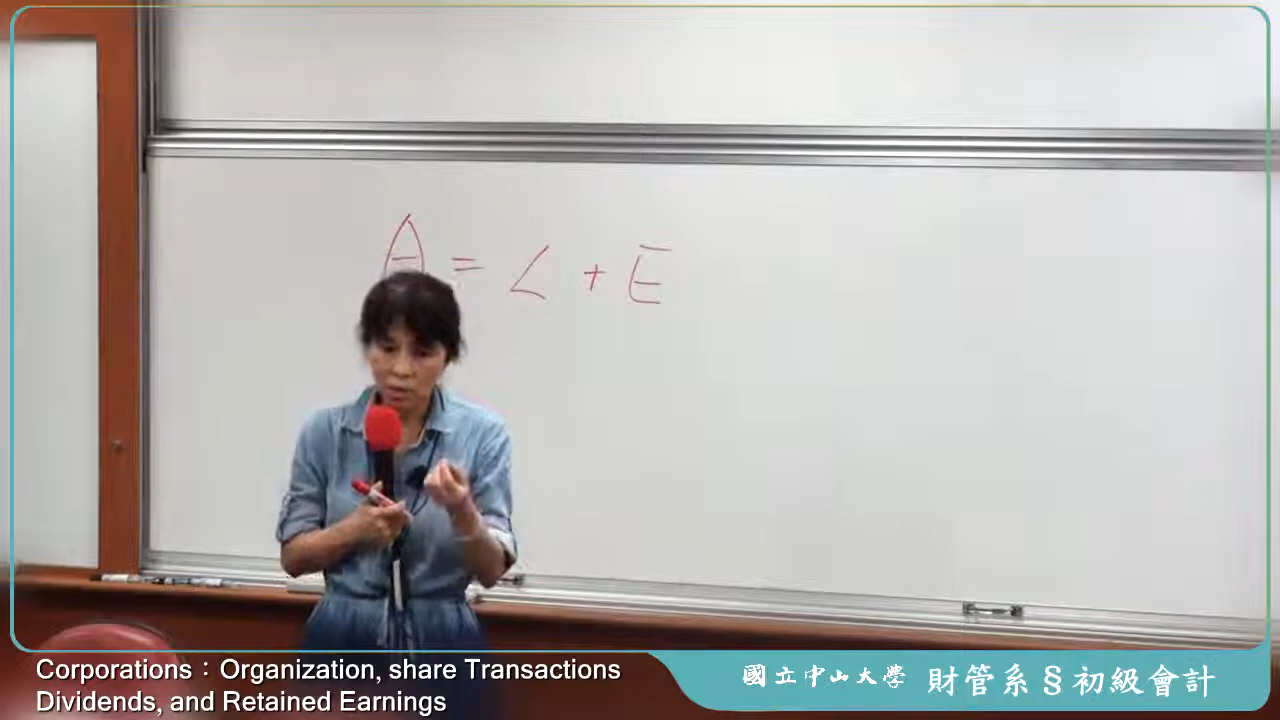 A = L + E
Corporations：Organization, share Transactions
Dividends, and Retained Earnings
國立中山大學 財管系§初級會計